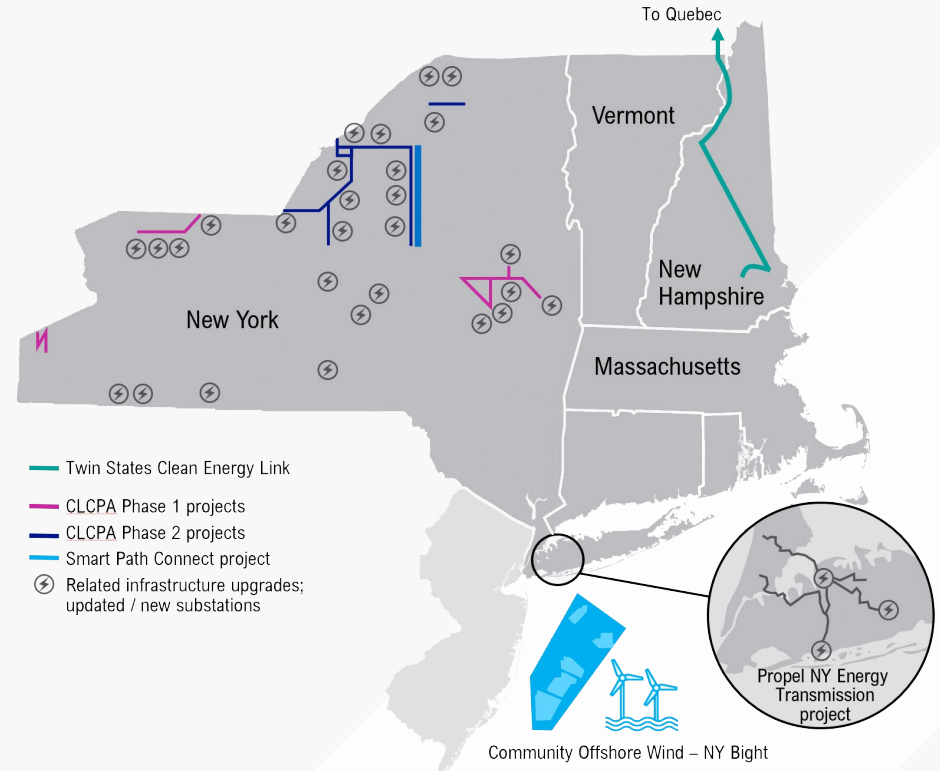 To Quebec
Vermont
New
Hampshire
New York
Massachusetts
Twin States Clean Energy Link
CLCPA Phase 1 projects
CLCPA Phase 2 projects
Smart Path Connect project
Related infrastructure upgrades;
updated / new substations
Propel NY Energy
Transmission
project
Community Offshore Wind – NY Bight